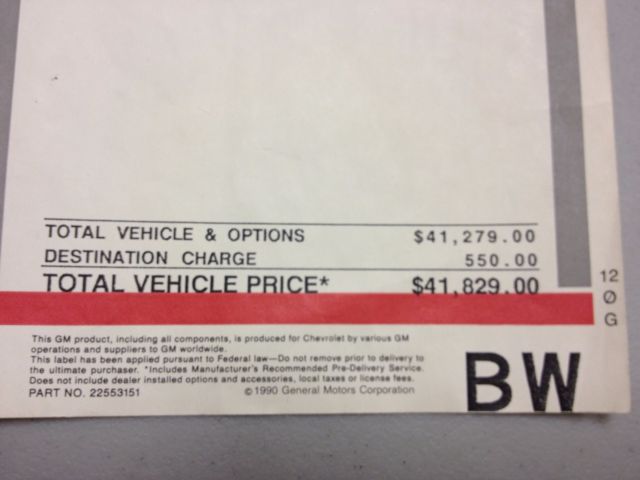 TOTAL VEHICLE & OPTIONS $41,279.00
DESTINATION CHARGE 550.00
TOTAL VEHICLE PRICE* $41,829.00
12
Ø
G
This GM product, including all components, is produced for Chevrolet by various GM
operations and suppliers to GM worldwide.
This label has been applied pursuant to Federal law—Do not remove prior to delivery to
the ultimate purchaser. *Includes Manufacturer's Recommended Pre-Delivery Service.
Does not include dealer installed options and accessories, local taxes or license fees.
PART NO. 22553151 ©1990 General Motors Corporation
BW